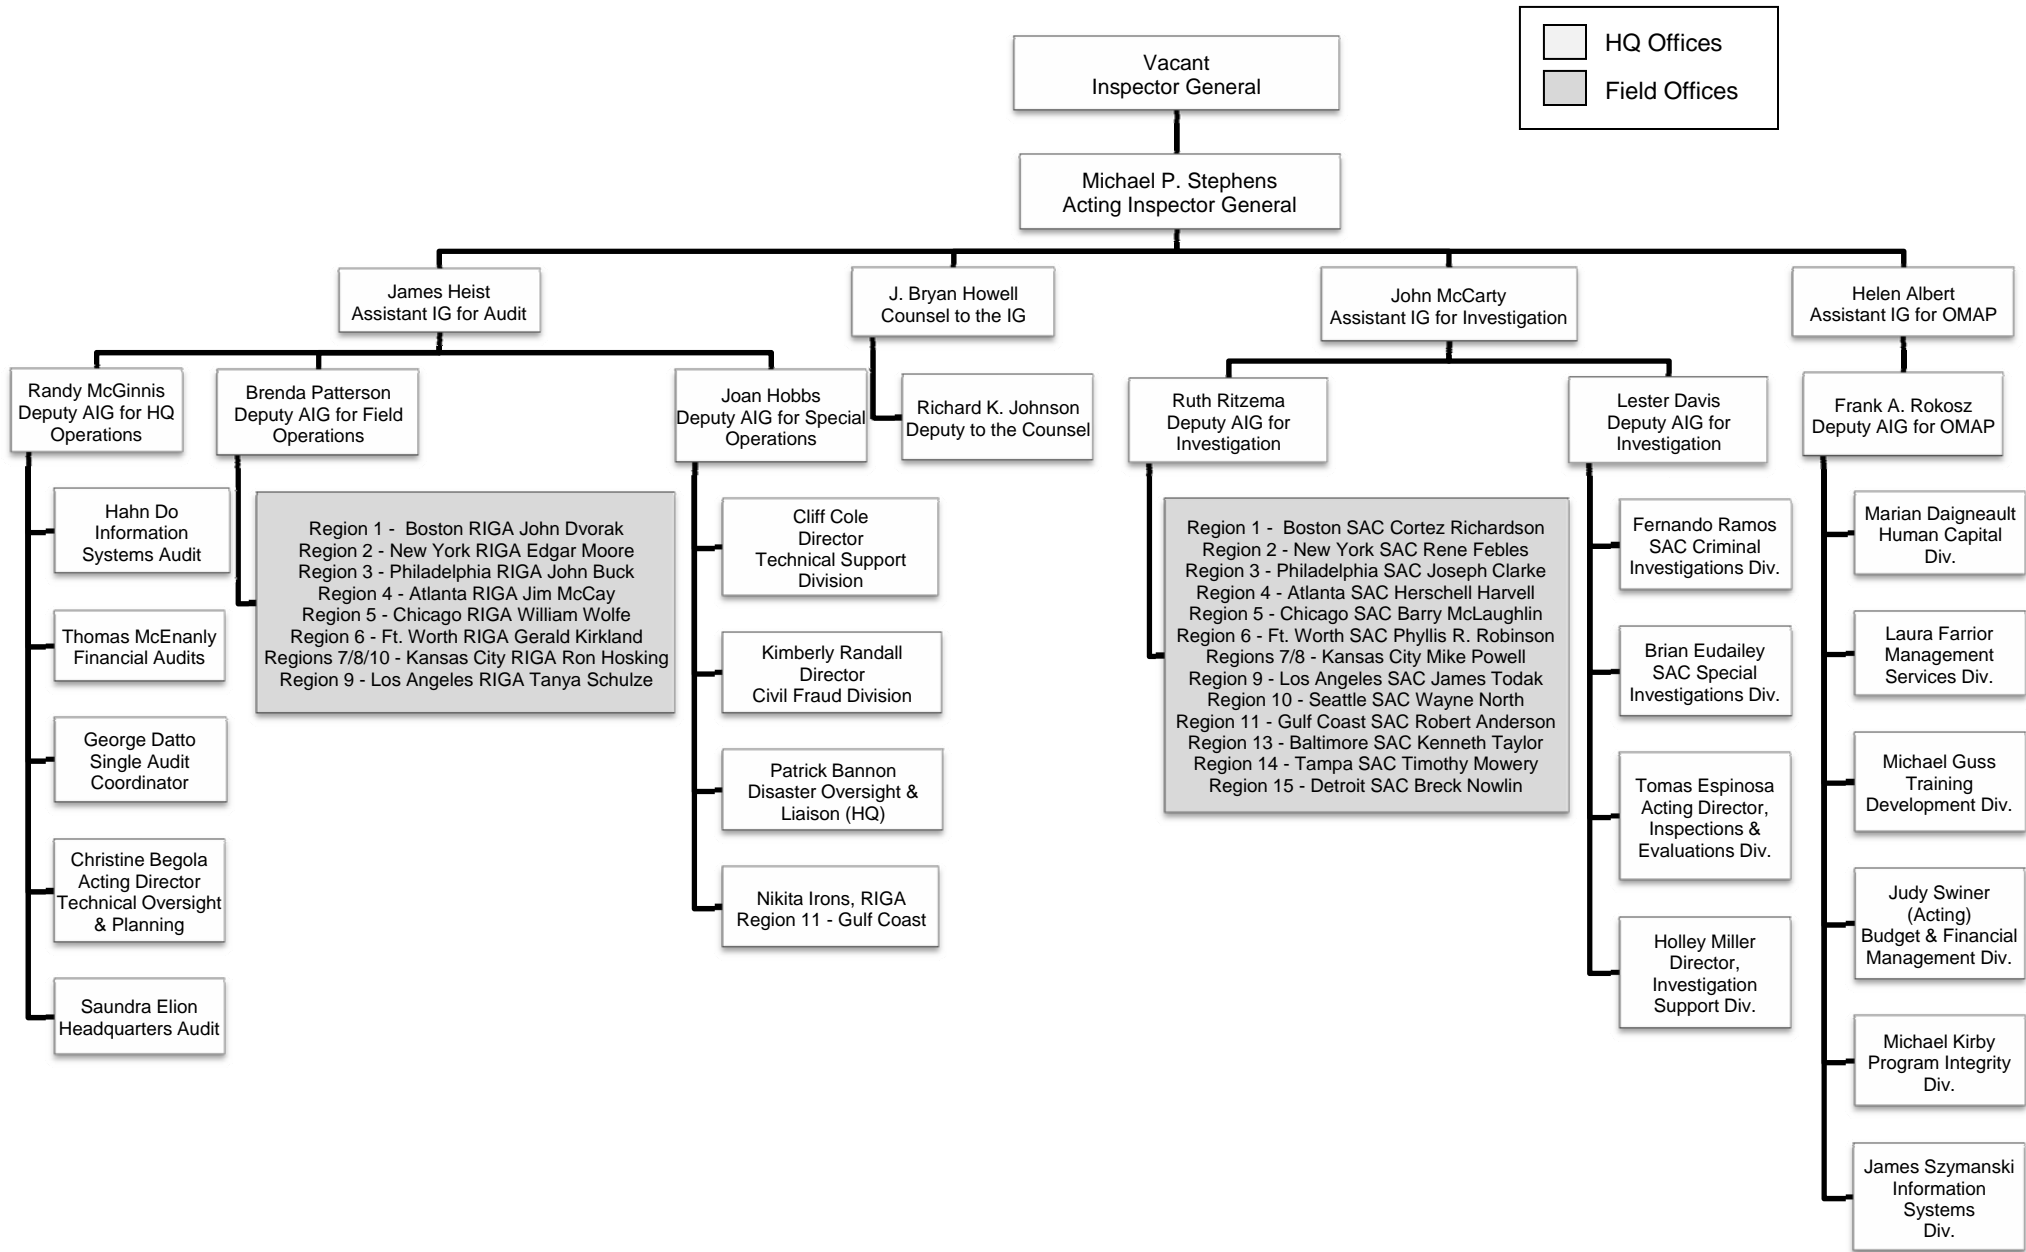 HQ Offices
Field Offices
Vacant
Inspector General
Michael P. Stephens
Acting Inspector General
James Heist
Assistant IG for Audit
J. Bryan Howell
Counsel to the IG
John McCarty
Assistant IG for Investigation
Helen Albert
Assistant IG for OMAP
Randy McGinnis
Deputy AIG for HQ
Operations
Brenda Patterson
Deputy AIG for Field
Operations
Joan Hobbs
Deputy AIG for Special
Operations
Richard K. Johnson
Deputy to the Counsel
Ruth Ritzema
Deputy AIG for
Investigation
Lester Davis
Deputy AIG for
Investigation
Frank A. Rokosz
Deputy AIG for OMAP
Hahn Do
Information
Systems Audit
Thomas McEnanly
Financial Audits
George Datto
Single Audit
Coordinator
Christine Begola
Acting Director
Technical Oversight
& Planning
Saundra Elion
Headquarters Audit
Region 1 - Boston RIGA John Dvorak
Region 2 - New York RIGA Edgar Moore
Region 3 - Philadelphia RIGA John Buck
Region 4 - Atlanta RIGA Jim McCay
Region 5 - Chicago RIGA William Wolfe
Region 6 - Ft. Worth RIGA Gerald Kirkland
Regions 7/8/10 - Kansas City RIGA Ron Hosking
Region 9 - Los Angeles RIGA Tanya Schulze
Cliff Cole
Director
Technical Support
Division
Kimberly Randall
Director
Civil Fraud Division
Patrick Bannon
Disaster Oversight &
Liaison (HQ)
Nikita Irons, RIGA
Region 11 - Gulf Coast
Region 1 - Boston SAC Cortez Richardson
Region 2 - New York SAC Rene Febles
Region 3 - Philadelphia SAC Joseph Clarke
Region 4 - Atlanta SAC Herschell Harvell
Region 5 - Chicago SAC Barry McLaughlin
Region 6 - Ft. Worth SAC Phyllis R. Robinson
Regions 7/8 - Kansas City Mike Powell
Region 9 - Los Angeles SAC James Todak
Region 10 - Seattle SAC Wayne North
Region 11 - Gulf Coast SAC Robert Anderson
Region 13 - Baltimore SAC Kenneth Taylor
Region 14 - Tampa SAC Timothy Mowery
Region 15 - Detroit SAC Breck Nowlin
Fernando Ramos
SAC Criminal
Investigations Div.
Brian Eudailey
SAC Special
Investigations Div.
Tomas Espinosa
Acting Director,
Inspections &
Evaluations Div.
Holley Miller
Director,
Investigation
Support Div.
Marian Daigneault
Human Capital
Div.
Laura Farrior
Management
Services Div.
Michael Guss
Training
Development Div.
Judy Swiner
(Acting)
Budget & Financial
Management Div.
Michael Kirby
Program Integrity
Div.
James Szymanski
Information
Systems
Div.